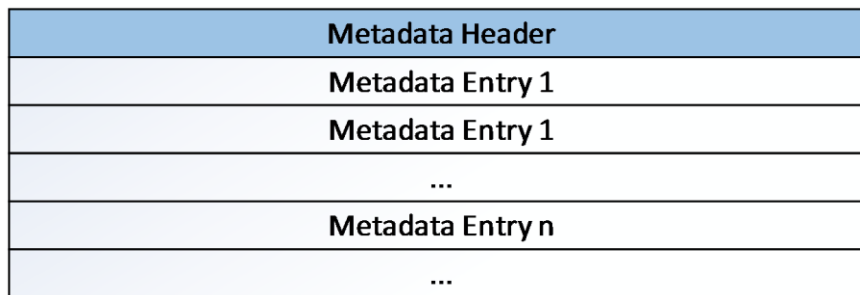 Metadata Header
Metadata Entry 1
Metadata Entry 1
...
Metadata Entry n
...